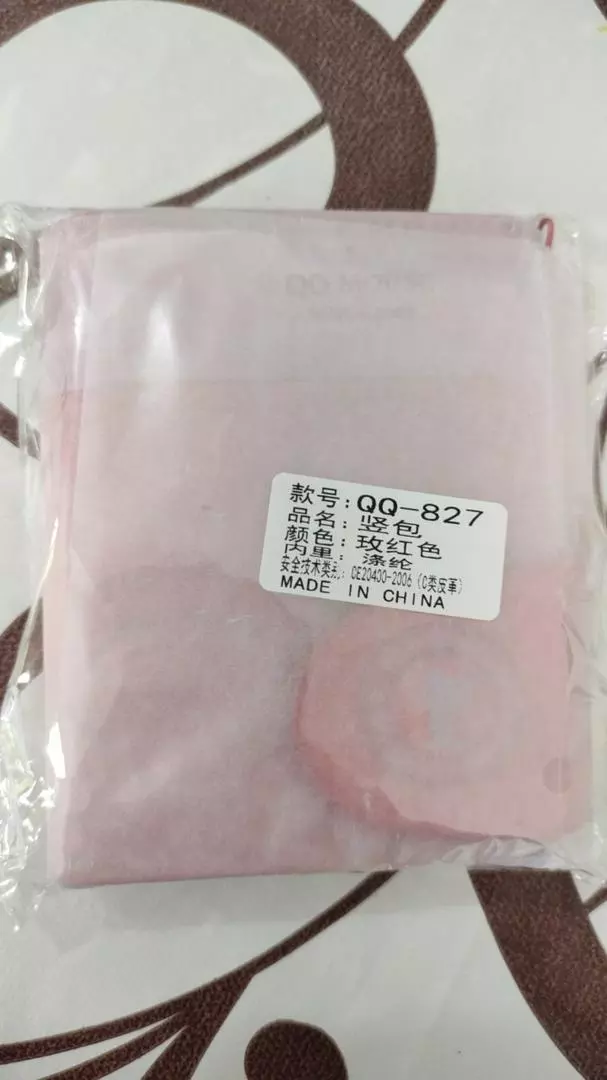 款号：QQ-827
品名：竖包
颜色：玫红色
内里：涤纶
安全技术类别：CE20400-2006（C类皮革）
MADE IN CHINA